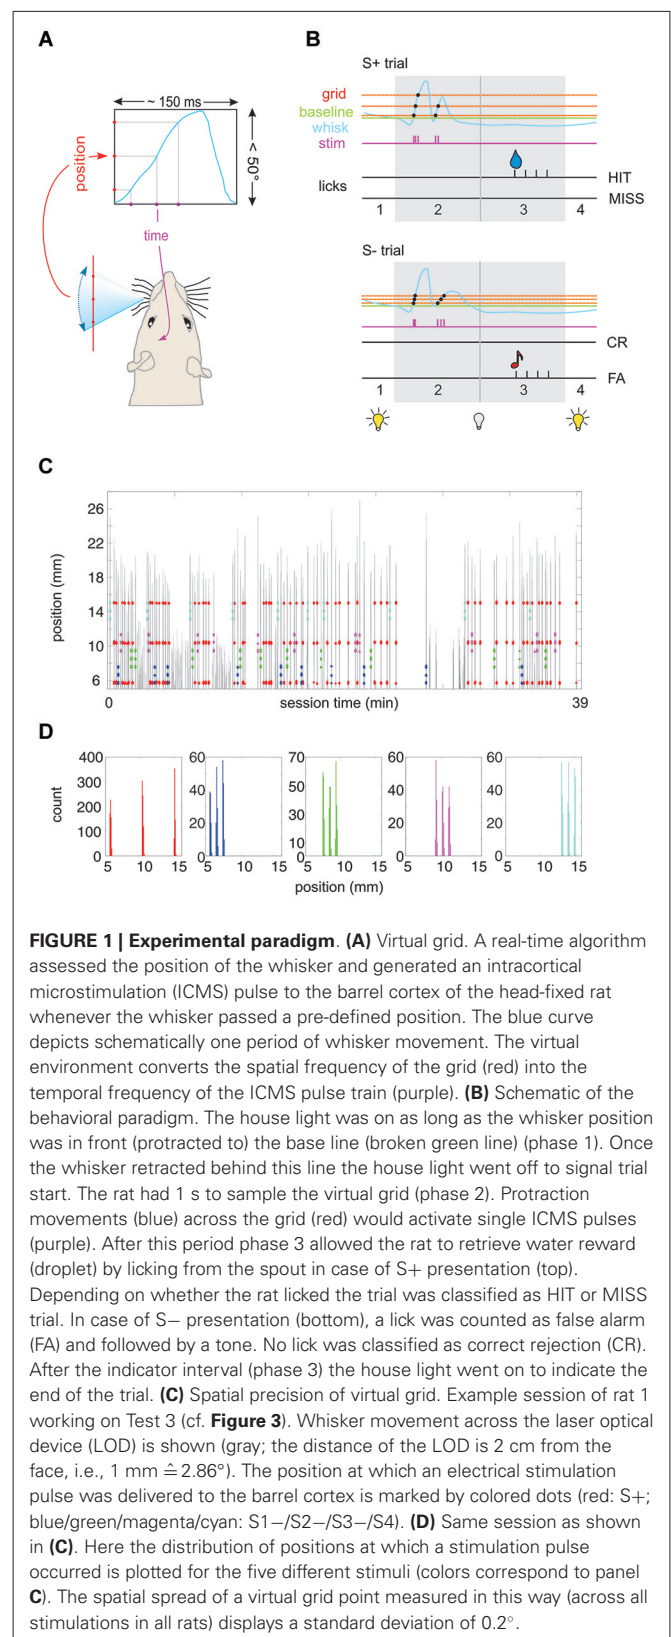 A
~ 150 ms
< 50°
position
time
B
S+ trial
grid
baseline
whisk
stim
licks
HIT
MISS
1 2 3 4
S- trial
CR
FA
1 2 3 4
C
position (mm)
26
22
18
14
10
6
0 session time (min) 39
D
count
400
300
200
100
0
60
40
20
0
70
50
30
10
0
60
40
20
0
60
40
20
5 10 15 5 10 15 5 10 15 5 10 15 5 10 15
position (mm)
FIGURE 1 | Experimental paradigm. (A) Virtual grid. A real-time algorithm
assessed the position of the whisker and generated an intracortical
microstimulation (ICMS) pulse to the barrel cortex of the head-fixed rat
whenever the whisker passed a pre-defined position. The blue curve
depicts schematically one period of whisker movement. The virtual
environment converts the spatial frequency of the grid (red) into the
temporal frequency of the ICMS pulse train (purple). (B) Schematic of the
behavioral paradigm. The house light was on as long as the whisker position
was in front (protracted to) the base line (broken green line) (phase 1). Once
the whisker retracted behind this line the house light went off to signal trial
start. The rat had 1 s to sample the virtual grid (phase 2). Protraction
movements (blue) across the grid (red) would activate single ICMS pulses
(purple). After this period phase 3 allowed the rat to retrieve water reward
(droplet) by licking from the spout in case of S+ presentation (top).
Depending on whether the rat licked the trial was classified as HIT or MISS
trial. In case of S− presentation (bottom), a lick was counted as false alarm
(FA) and followed by a tone. No lick was classified as correct rejection (CR).
After the indicator interval (phase 3) the house light went on to indicate the
end of the trial. (C) Spatial precision of virtual grid. Example session of rat 1
working on Test 3 (cf. Figure 3). Whisker movement across the laser optical
device (LOD) is shown (gray; the distance of the LOD is 2 cm from the
face, i.e., 1 mm ≙ 2.86°). The position at which an electrical stimulation
pulse was delivered to the barrel cortex is marked by colored dots (red: S+;
blue/green/magenta/cyan: S1−/S2−/S3−/S4). (D) Same session as shown
in (C). Here the distribution of positions at which a stimulation pulse
occurred is plotted for the five different stimuli (colors correspond to panel
C). The spatial spread of a virtual grid point measured in this way (across all
stimulations in all rats) displays a standard deviation of 0.2°.